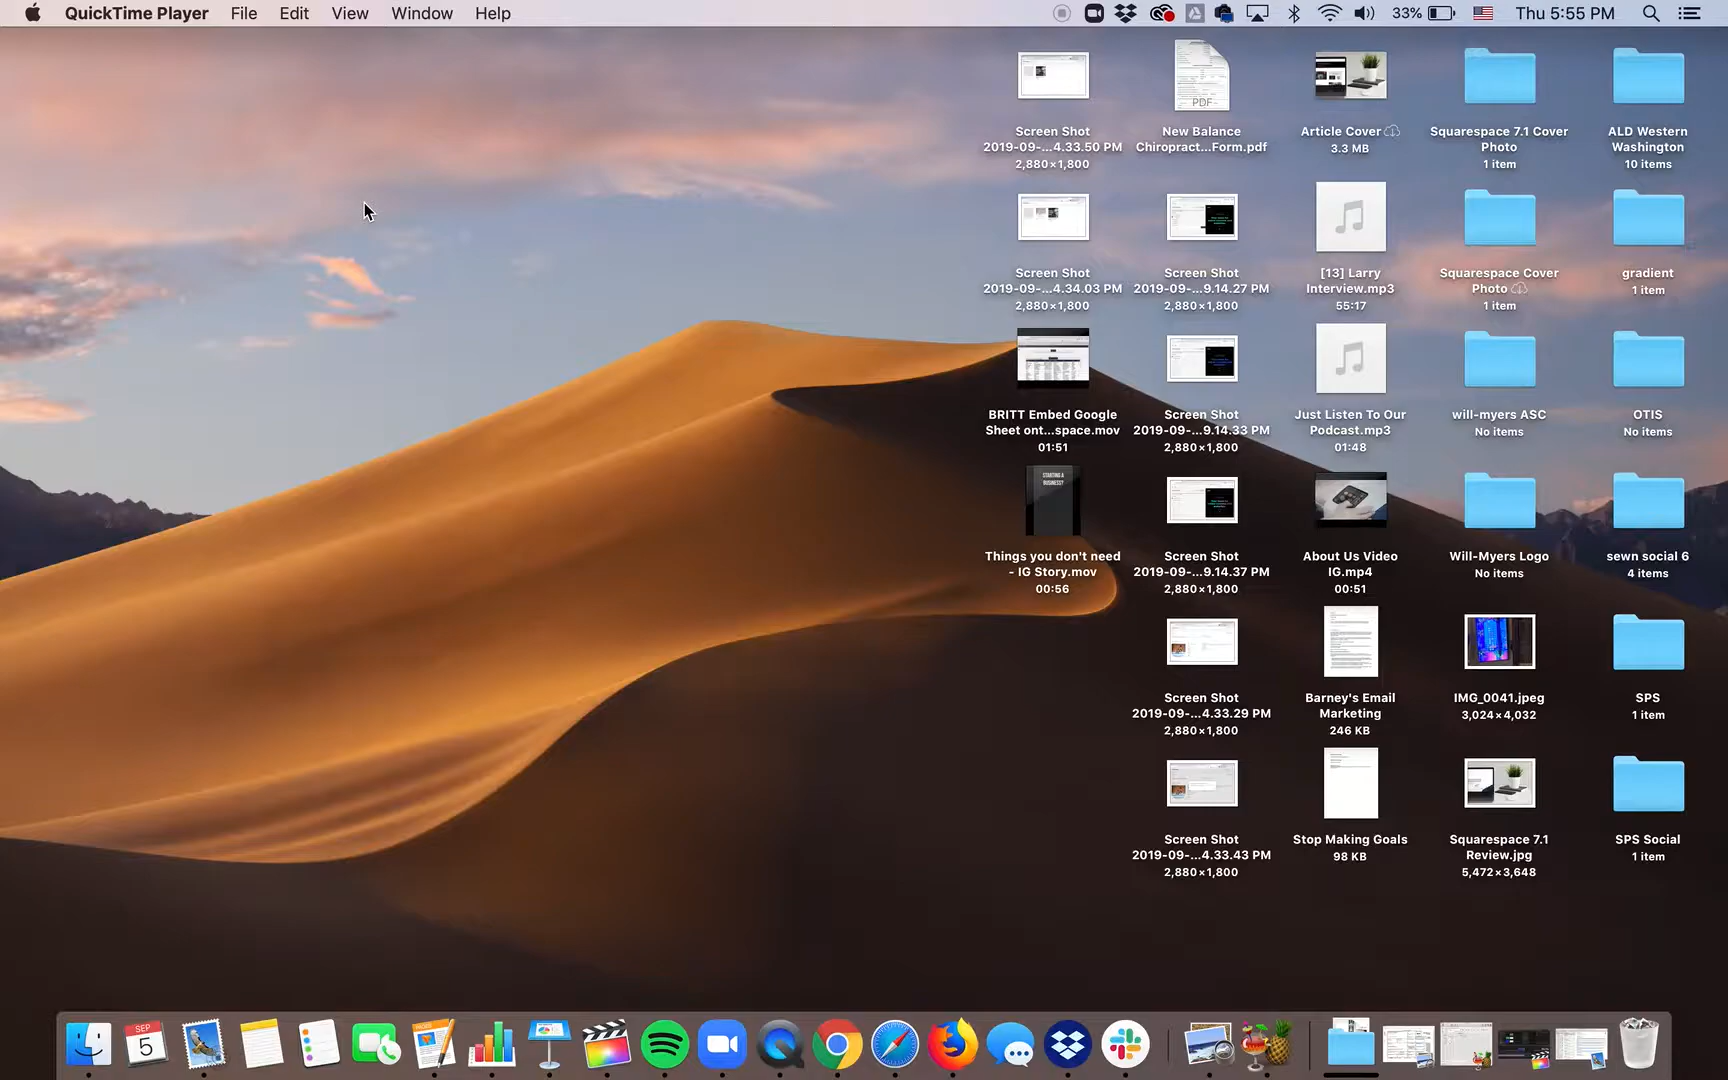 QuickTime Player File Edit View Window Help 33% Thu 5:55 PM
Screen Shot
2019-09-...4.33.50 PM
2,880×1,800
New Balance
Chiropract...Form.pdf
PDF
Article Cover
3.3 MB
Squarespace 7.1 Cover
Photo
1 item
ALD Western
Washington
10 items
Screen Shot
2019-09-...4.34.03 PM
2,880×1,800
Screen Shot
2019-09-...9.14.27 PM
2,880×1,800
[13] Larry
Interview.mp3
55:17
Squarespace Cover
Photo
1 item
gradient
1 item
BRITT Embed Google
Sheet ont...space.mov
01:51
Screen Shot
2019-09-...9.14.33 PM
2,880×1,800
Just Listen To Our
Podcast.mp3
01:48
will-myers ASC
No items
OTIS
No items
STARTING A
BUSINESS?
Things you don't need
- IG Story.mov
00:56
Screen Shot
2019-09-...9.14.37 PM
2,880×1,800
About Us Video
IG.mp4
00:51
Will-Myers Logo
No items
sewn social 6
4 items
Screen Shot
2019-09-...4.33.29 PM
2,880×1,800
Barney's Email
Marketing
246 KB
IMG_0041.jpeg
3,024×4,032
SPS
1 item
Screen Shot
2019-09-...4.33.43 PM
2,880×1,800
Stop Making Goals
98 KB
Squarespace 7.1
Review.jpg
5,472×3,648
SPS Social
1 item
SEP
5